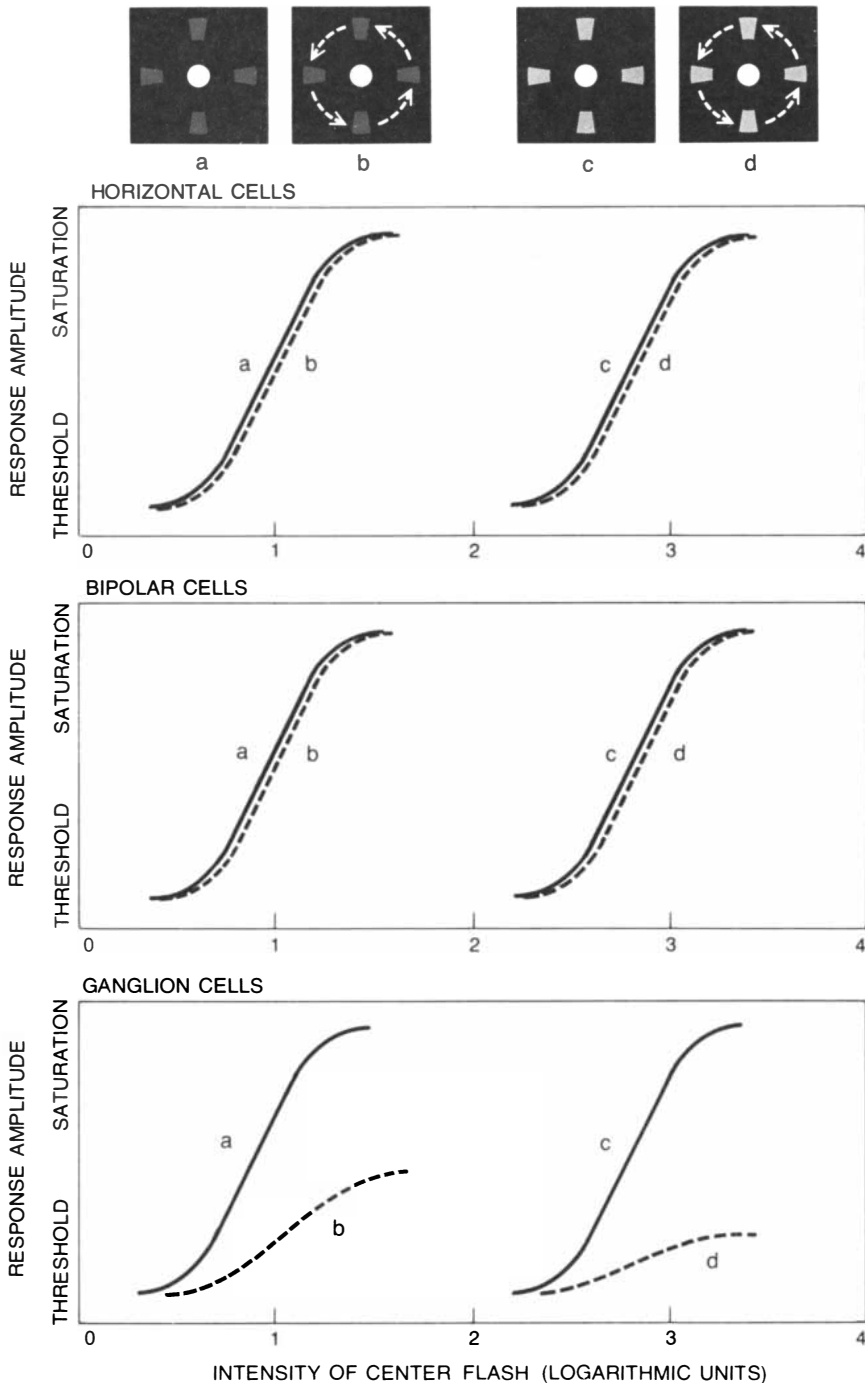 a b c d
HORIZONTAL CELLS
RESPONSE AMPLITUDE
THRESHOLD SATURATION
a b c d
0 1 2 3 4
BIPOLAR CELLS
RESPONSE AMPLITUDE
THRESHOLD SATURATION
a b c d
0 1 2 3 4
GANGLION CELLS
RESPONSE AMPLITUDE
THRESHOLD SATURATION
a c
b d
0 1 2 3 4
INTENSITY OF CENTER FLASH (LOGARITHMIC UNITS)